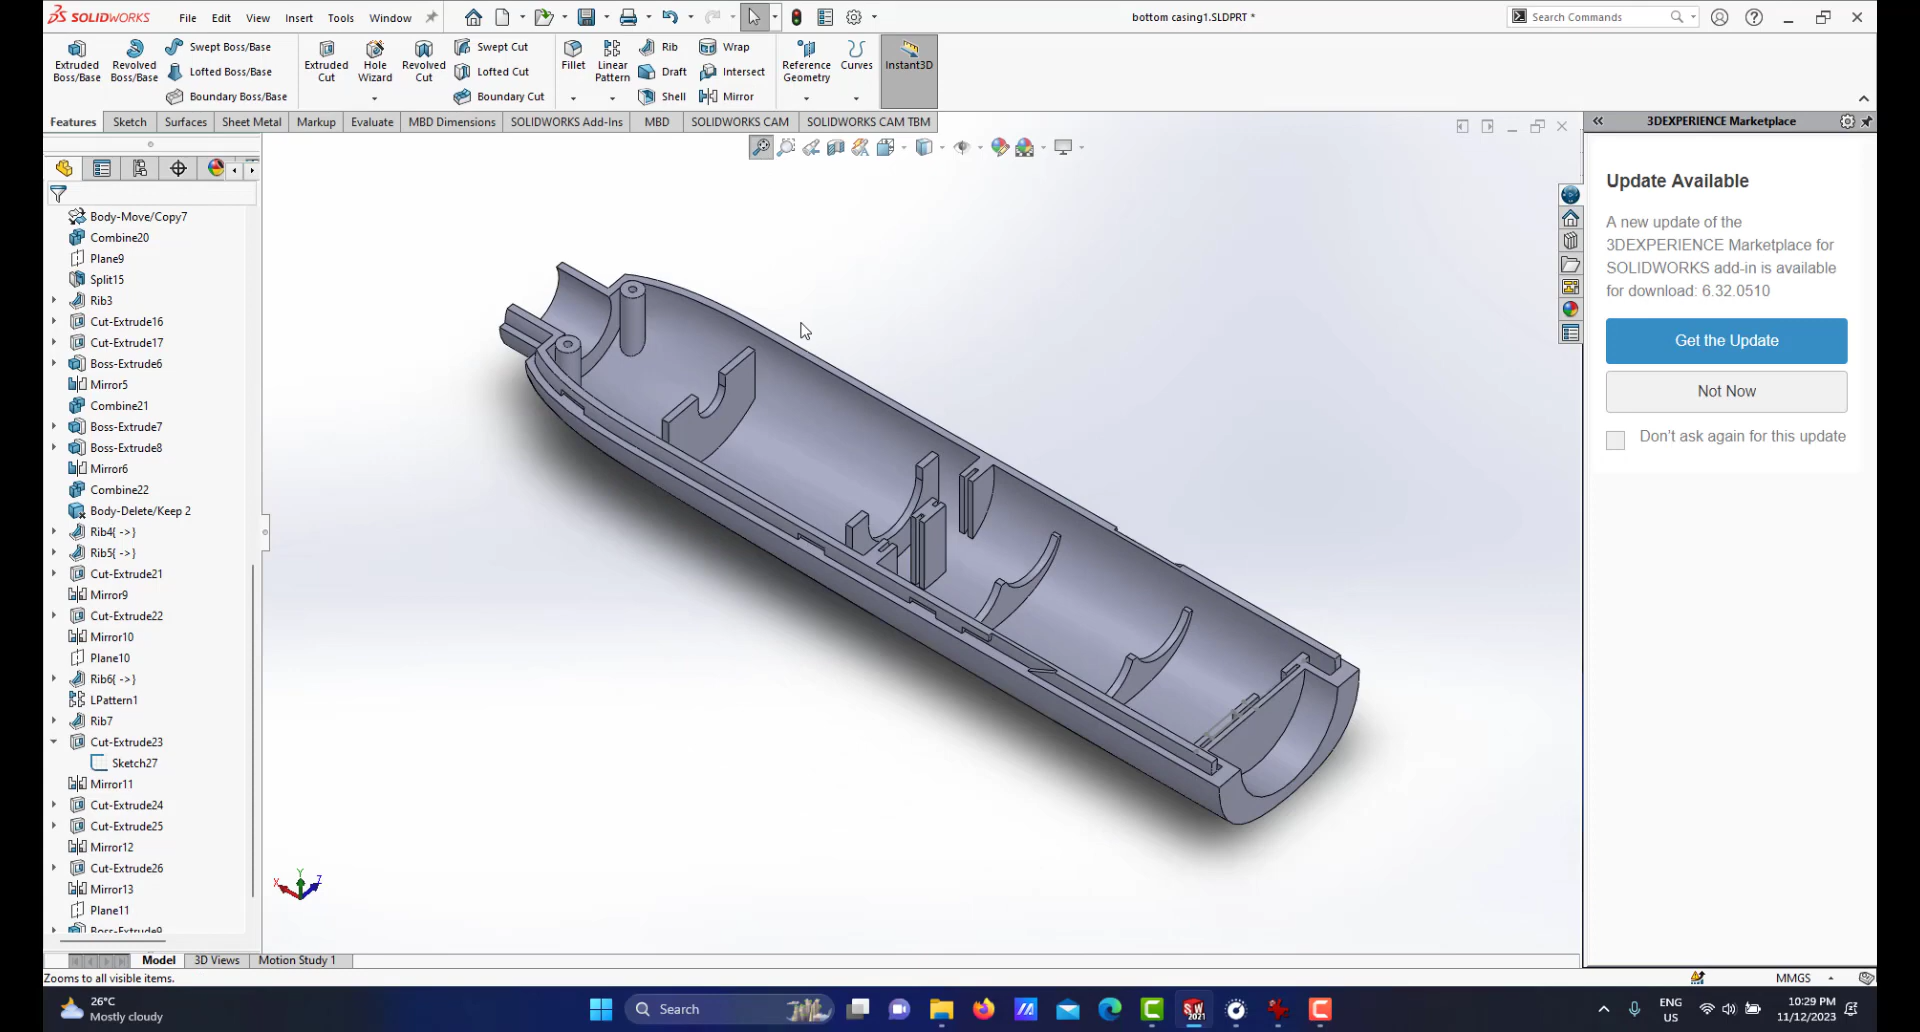 SOLIDWORKS File Edit View Insert Tools Window bottom casing1.SLDPRT * Search Commands
Extruded Boss/Base
Revolved Boss/Base
Swept Boss/Base
Lofted Boss/Base
Boundary Boss/Base
Extruded Cut
Hole Wizard
Revolved Cut
Swept Cut
Lofted Cut
Boundary Cut
Fillet
Linear Pattern
Rib
Draft
Shell
Wrap
Intersect
Mirror
Reference Geometry
Curves
Instant3D
Features Sketch Surfaces Sheet Metal Markup Evaluate MBD Dimensions SOLIDWORKS Add-Ins MBD SOLIDWORKS CAM SOLIDWORKS CAM TBM
Body-Move/Copy7
Combine20
Plane9
Split15
Rib3
Cut-Extrude16
Cut-Extrude17
Boss-Extrude6
Mirror5
Combine21
Boss-Extrude7
Boss-Extrude8
Mirror6
Combine22
Body-Delete/Keep 2
Rib4{ ->}
Rib5{ ->}
Cut-Extrude21
Mirror9
Cut-Extrude22
Mirror10
Plane10
Rib6{ ->}
LPattern1
Rib7
Cut-Extrude23
Sketch27
Mirror11
Cut-Extrude24
Cut-Extrude25
Mirror12
Cut-Extrude26
Mirror13
Plane11
Boss-Extrude9
X Y Z
3DEXPERIENCE Marketplace
Update Available
A new update of the
3DEXPERIENCE Marketplace for
SOLIDWORKS add-in is available
for download: 6.32.0510
Get the Update
Not Now
Don't ask again for this update
Model 3D Views Motion Study 1
Zooms to all visible items. MMGS
26°C
Mostly cloudy
Search
SW
2021
ENG
US
10:29 PM
11/12/2023